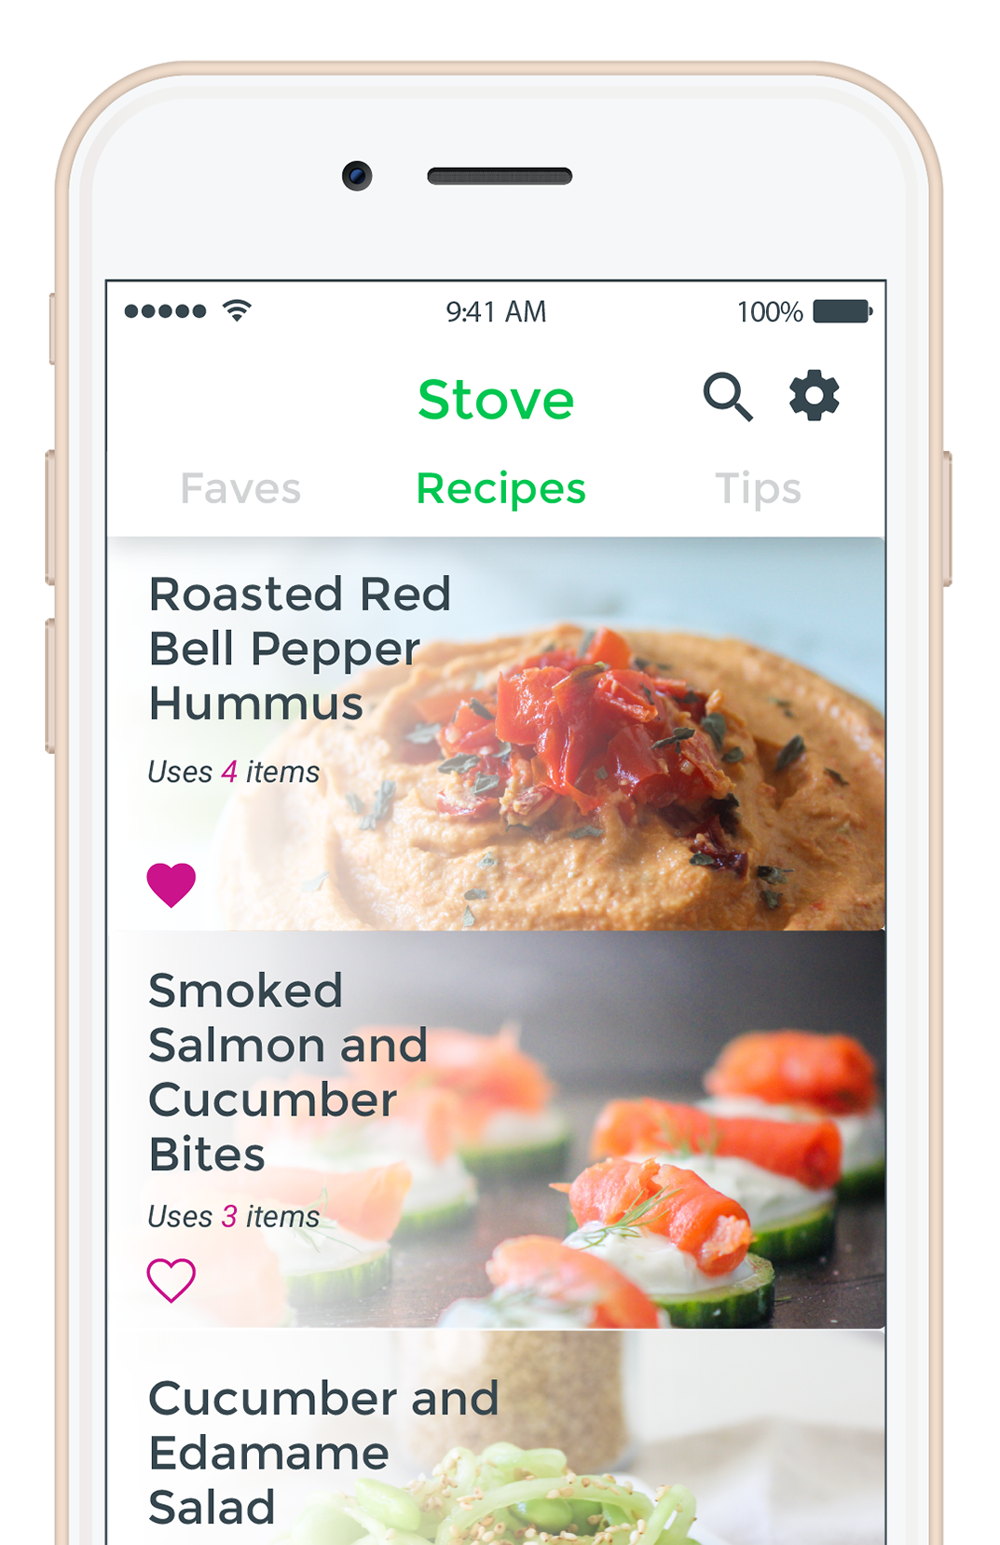 9:41 AM 100%
Stove
Faves Recipes Tips
Roasted Red
Bell Pepper
Hummus
Uses 4 items
Smoked
Salmon and
Cucumber
Bites
Uses 3 items
Cucumber and
Edamame
Salad